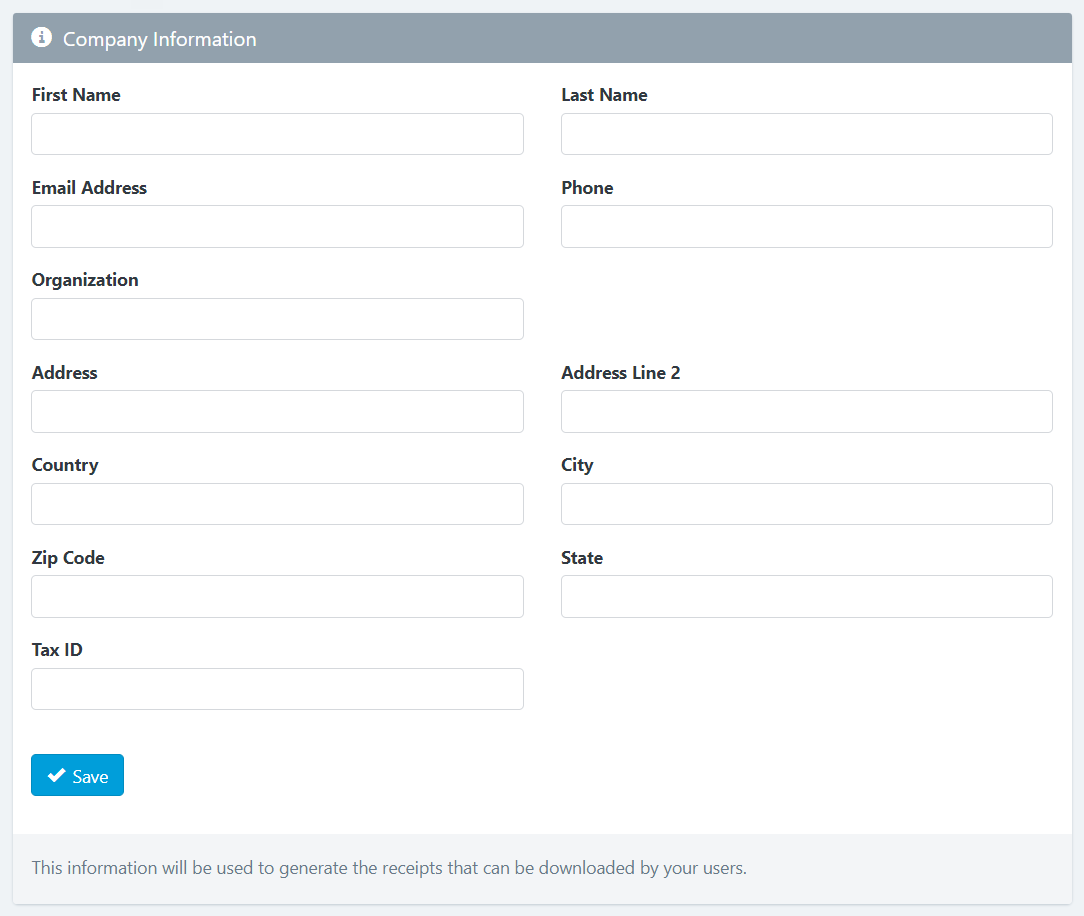 Company Information
First Name
Last Name
Email Address
Phone
Organization
Address
Address Line 2
Country
City
Zip Code
State
Tax ID
Save
This information will be used to generate the receipts that can be downloaded by your users.